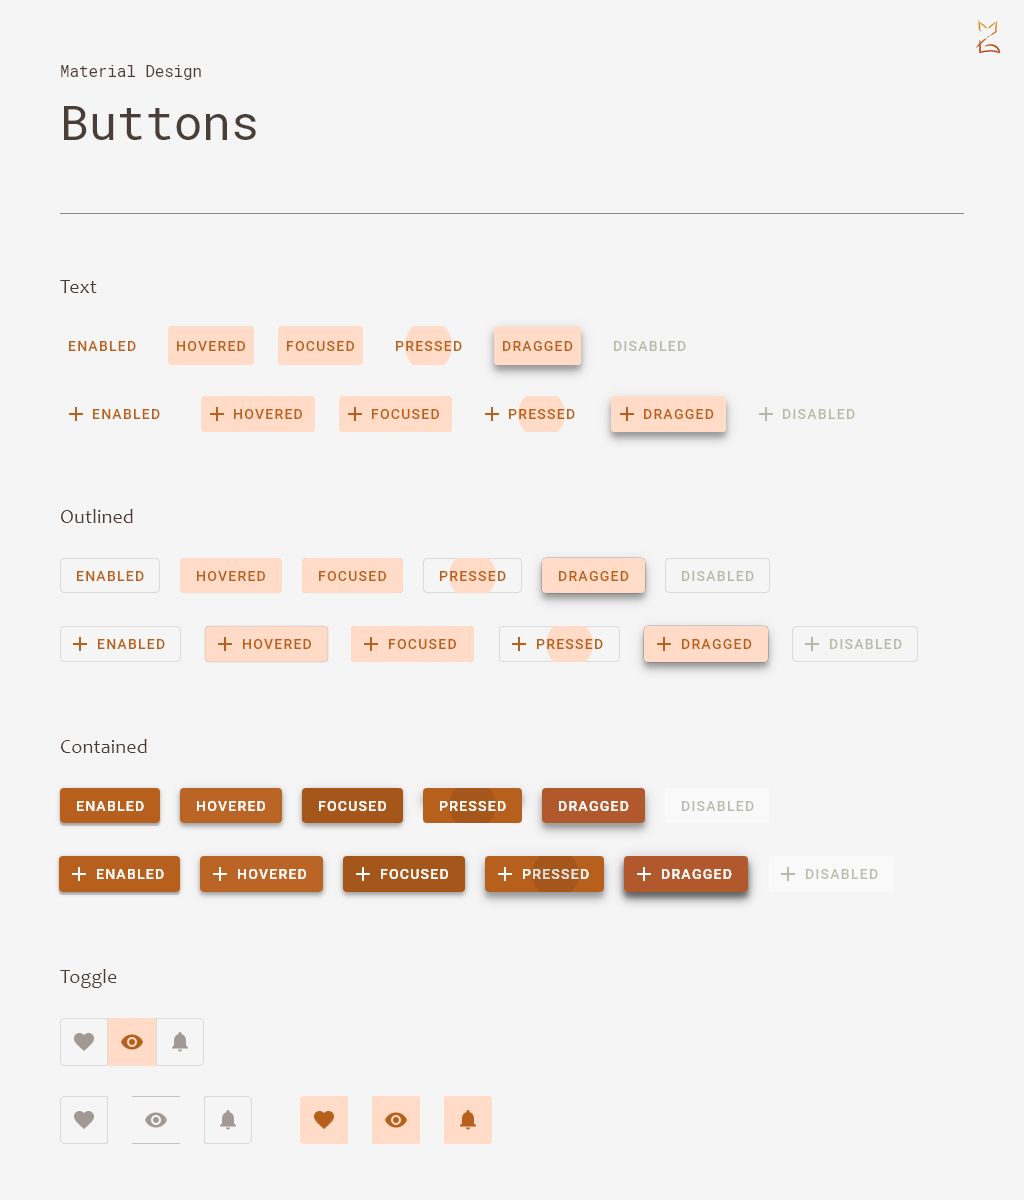 Material Design
Buttons
Text
ENABLED HOVERED FOCUSED PRESSED DRAGGED DISABLED
ENABLED HOVERED FOCUSED PRESSED DRAGGED DISABLED
Outlined
ENABLED HOVERED FOCUSED PRESSED DRAGGED DISABLED
ENABLED HOVERED FOCUSED PRESSED DRAGGED DISABLED
Contained
ENABLED HOVERED FOCUSED PRESSED DRAGGED DISABLED
ENABLED HOVERED FOCUSED PRESSED DRAGGED DISABLED
Toggle